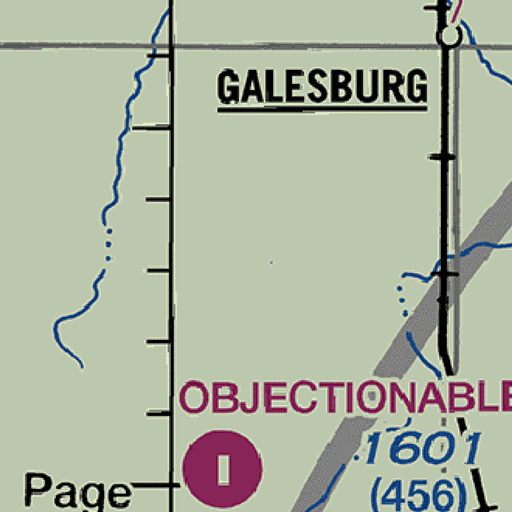 GALESBURG
OBJECTIONABLE
1601
I
(456)
Page